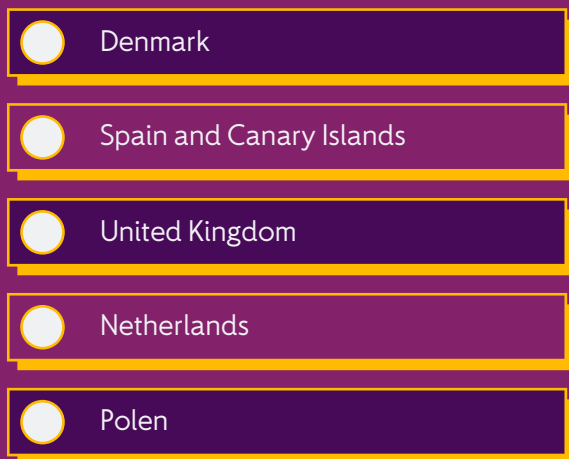 Denmark
Spain and Canary Islands
United Kingdom
Netherlands
Polen